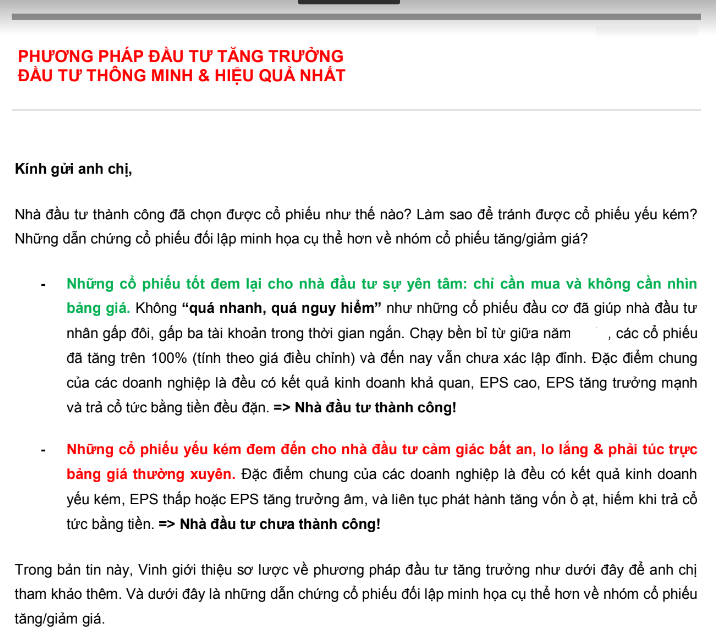 PHƯƠNG PHÁP ĐẦU TƯ TĂNG TRƯỞNG
ĐẦU TƯ THÔNG MINH & HIỆU QUẢ NHẤT
Kính gửi anh chị,
Nhà đầu tư thành công đã chọn được cổ phiếu như thế nào? Làm sao để tránh được cổ phiếu yếu kém?
Những dẫn chứng cổ phiếu đối lập minh họa cụ thể hơn về nhóm cổ phiếu tăng/giảm giá?
- Những cổ phiếu tốt đem lại cho nhà đầu tư sự yên tâm: chỉ cần mua và không cần nhìn
bảng giá. Không “quá nhanh, quá nguy hiểm” như những cổ phiếu đầu cơ đã giúp nhà đầu tư
nhân gấp đôi, gấp ba tài khoản trong thời gian ngắn. Chạy bền bỉ từ giữa năm , các cổ phiếu
đã tăng trên 100% (tính theo giá điều chỉnh) và đến nay vẫn chưa xác lập đỉnh. Đặc điểm chung
của các doanh nghiệp là đều có kết quả kinh doanh khả quan, EPS cao, EPS tăng trưởng mạnh
và trả cổ tức bằng tiền đều đặn. => Nhà đầu tư thành công!
- Những cổ phiếu yếu kém đem đến cho nhà đầu tư cảm giác bất an, lo lắng & phải túc trực
bảng giá thường xuyên. Đặc điểm chung của các doanh nghiệp là đều có kết quả kinh doanh
yếu kém, EPS thấp hoặc EPS tăng trưởng âm, và liên tục phát hành tăng vốn ồ ạt, hiếm khi trả cổ
tức bằng tiền. => Nhà đầu tư chưa thành công!
Trong bản tin này, Vinh giới thiệu sơ lược về phương pháp đầu tư tăng trưởng như dưới đây để anh chị
tham khảo thêm. Và dưới đây là những dẫn chứng cổ phiếu đối lập minh họa cụ thể hơn về nhóm cổ phiếu
tăng/giảm giá.